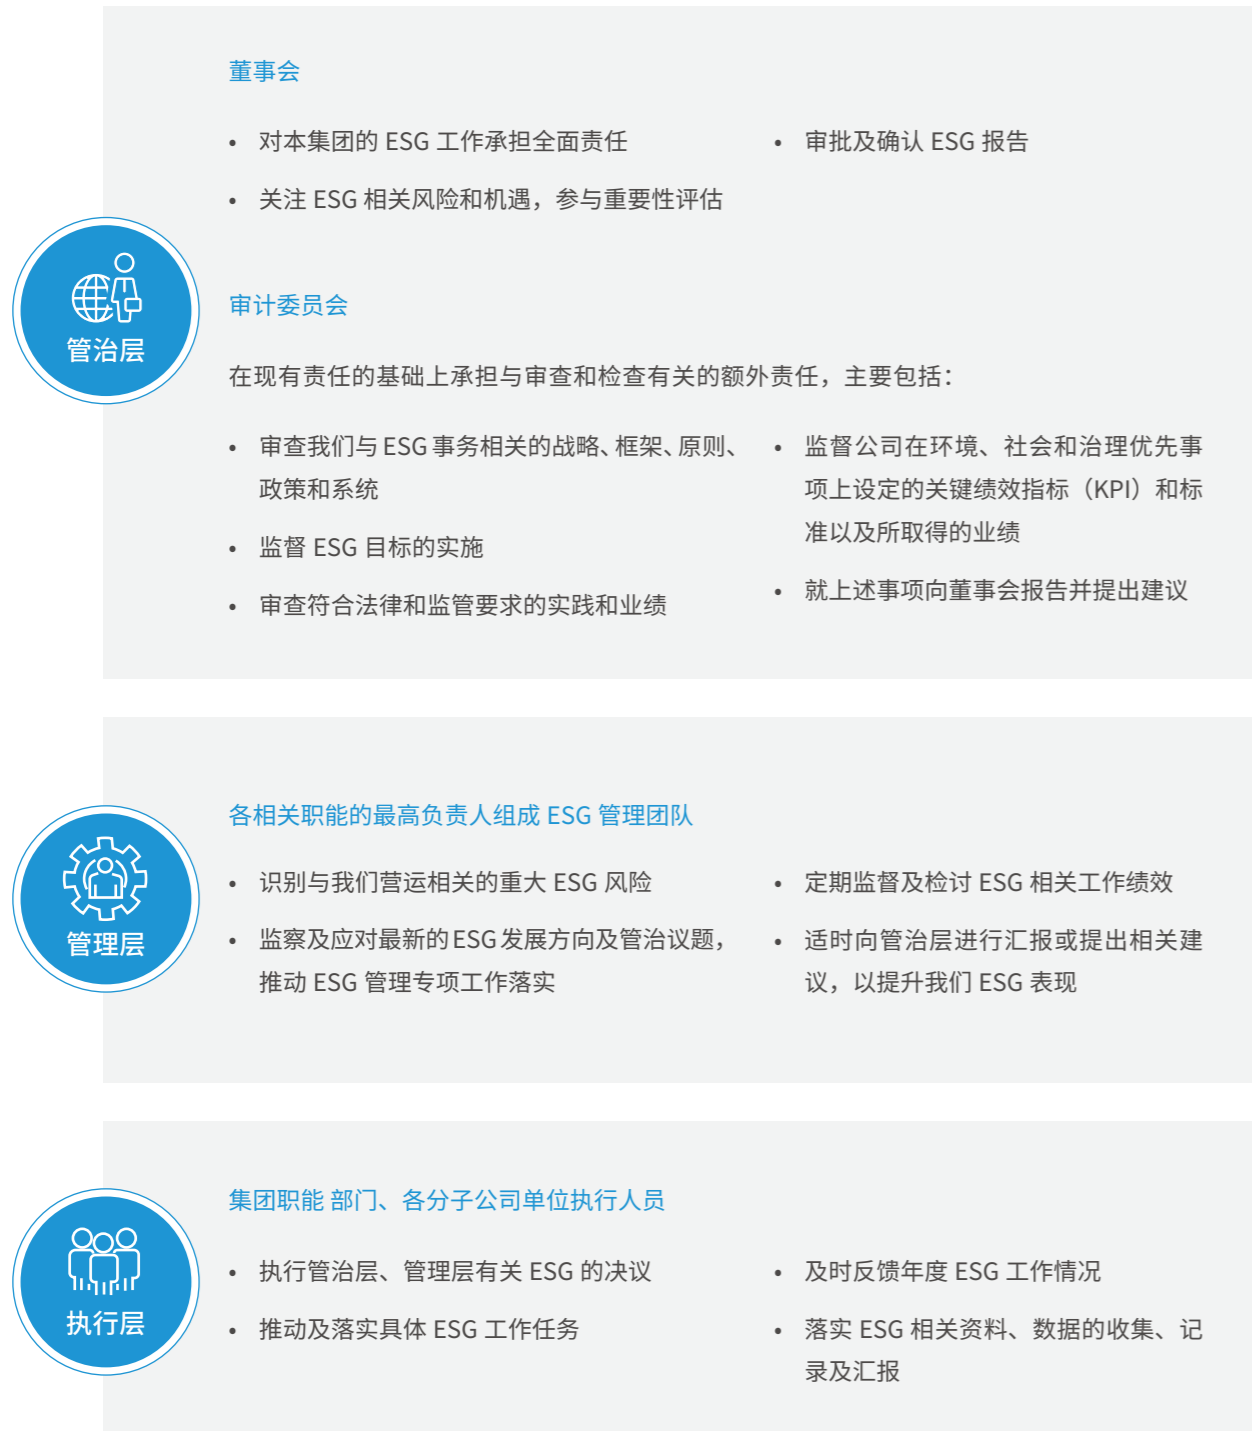 董事会
• 对本集团的 ESG 工作承担全面责任
• 关注 ESG 相关风险和机遇，参与重要性评估
• 审批及确认 ESG 报告
管治层
审计委员会
在现有责任的基础上承担与审查和检查有关的额外责任，主要包括：
• 审查我们与 ESG 事务相关的战略、框架、原则、
政策和系统
• 监督 ESG 目标的实施
• 审查符合法律和监管要求的实践和业绩
• 监督公司在环境、社会和治理优先事
项上设定的关键绩效指标（KPI）和标
准以及所取得的业绩
• 就上述事项向董事会报告并提出建议
管理层
各相关职能的最高负责人组成 ESG 管理团队
• 识别与我们营运相关的重大 ESG 风险
• 监察及应对最新的 ESG 发展方向及管治议题，
推动 ESG 管理专项工作落实
• 定期监督及检讨 ESG 相关工作绩效
• 适时向管治层进行汇报或提出相关建
议，以提升我们 ESG 表现
执行层
集团职能 部门、各分子公司单位执行人员
• 执行管治层、管理层有关 ESG 的决议
• 推动及落实具体 ESG 工作任务
• 及时反馈年度 ESG 工作情况
• 落实 ESG 相关资料、数据的收集、记
录及汇报